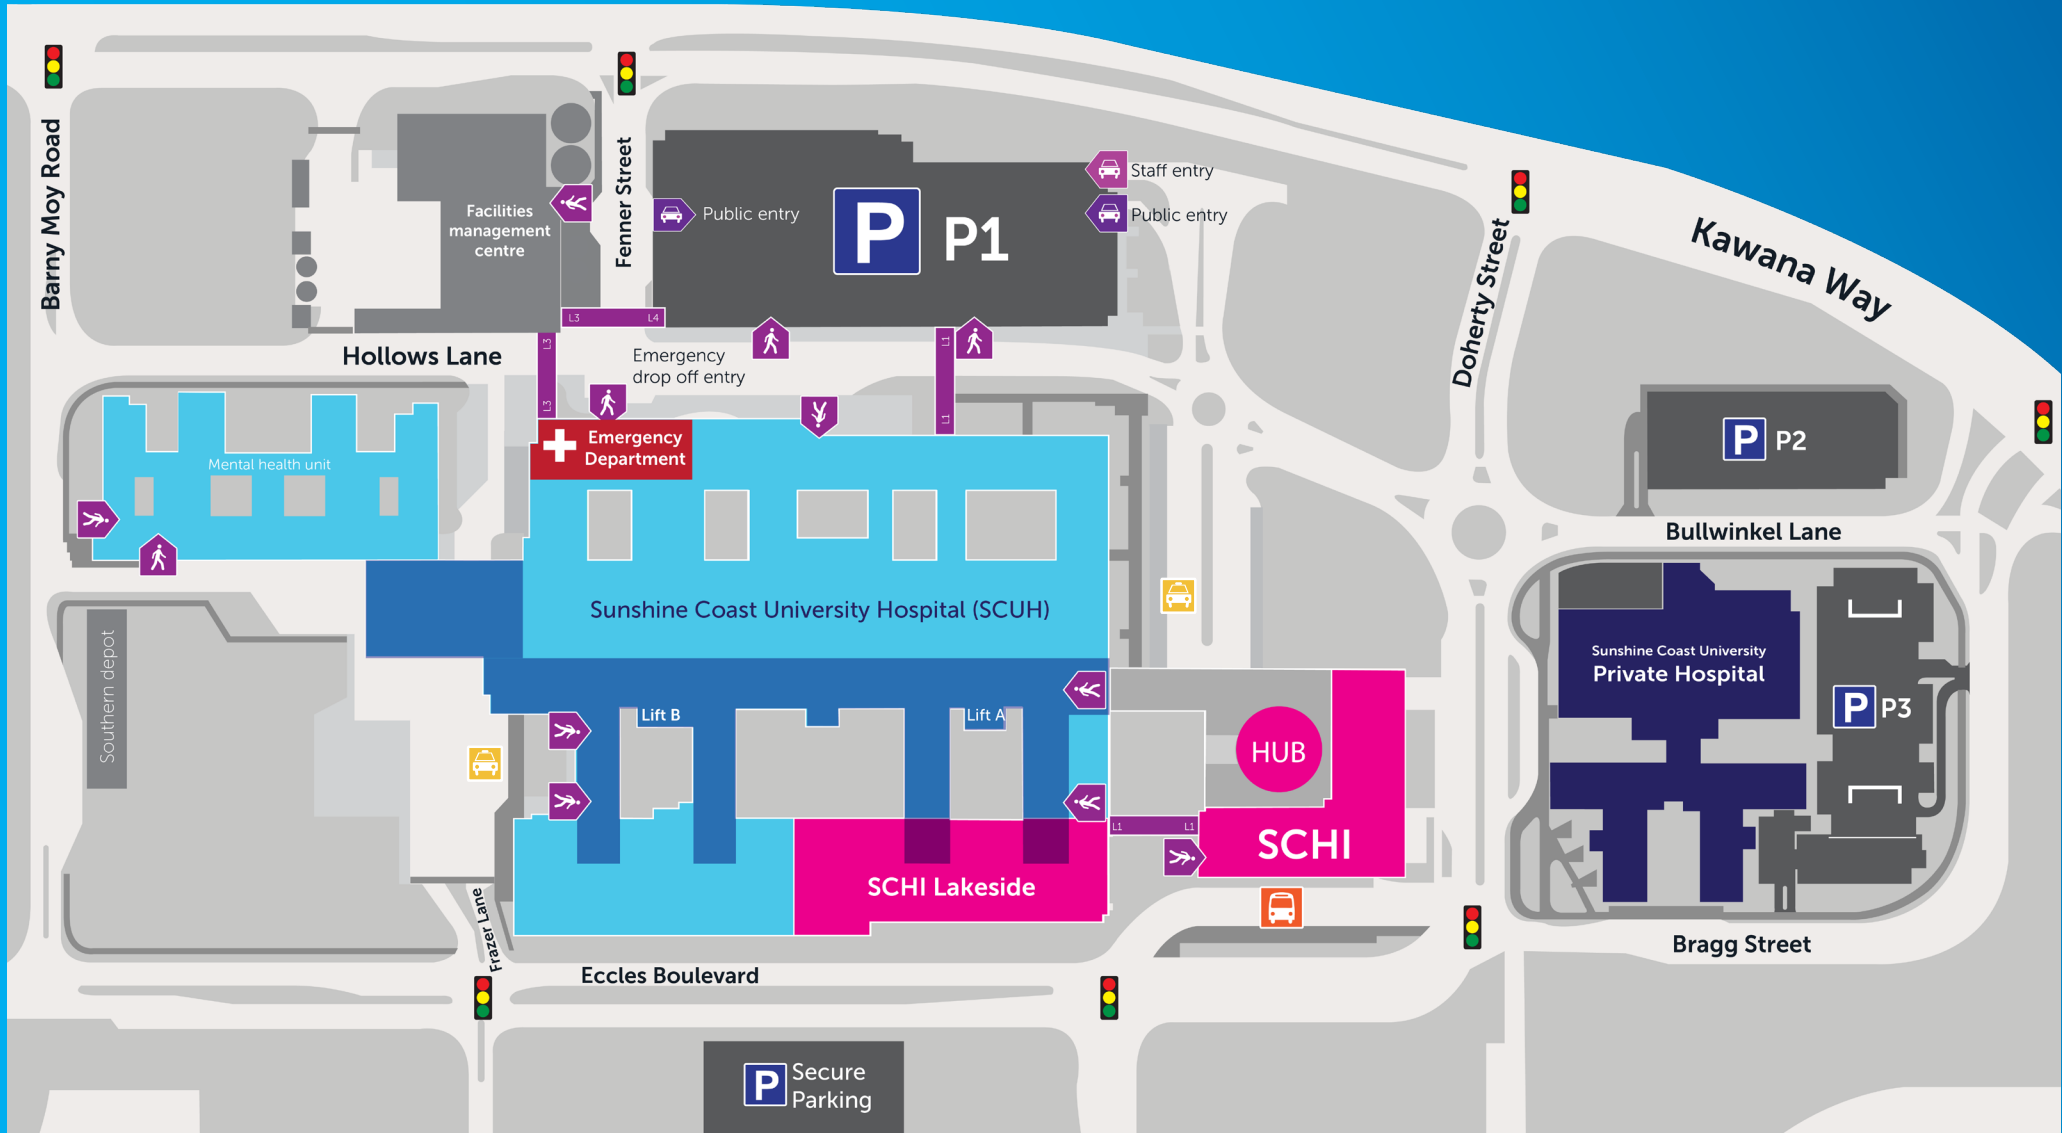 Barny Moy Road
Fenner Street
Facilities
management
centre
Public entry
P
P1
Staff entry
Public entry
Doherty Street
Kawana Way
L3
L4
L3
L3
L1
L1
Hollows Lane
Emergency
drop off entry
Emergency
Department
Mental health unit
P
P2
Bullwinkel Lane
Sunshine Coast University Hospital (SCUH)
Southern depot
Sunshine Coast University
Private Hospital
P
P3
Lift B
Lift A
HUB
L1
L1
SCHI
SCHI Lakeside
Frazer Lane
Eccles Boulevard
Bragg Street
P
Secure
Parking